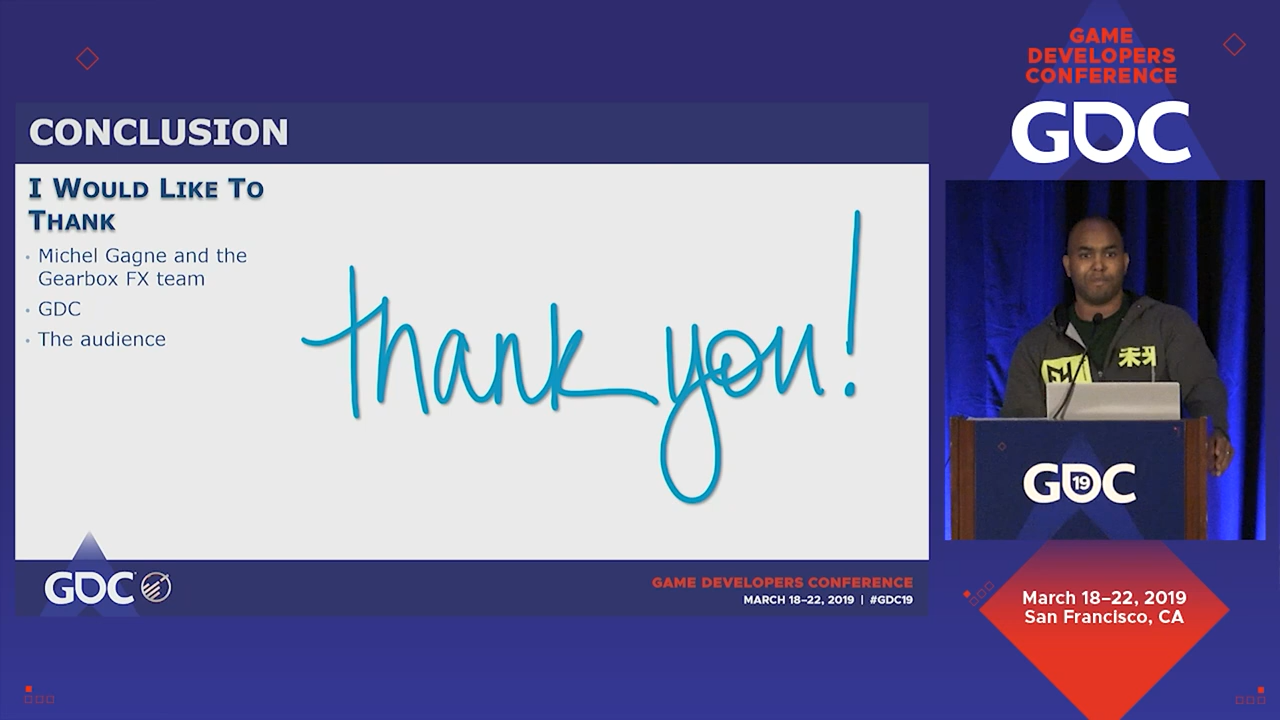 GAME
DEVELOPERS
CONFERENCE
GDC
CONCLUSION
I Would Like To
Thank
• Michel Gagne and the
Gearbox FX team
• GDC
• The audience
thank you!
GDC
GAME DEVELOPERS CONFERENCE
MARCH 18–22, 2019 | #GDC19
GDC
19
March 18–22, 2019
San Francisco, CA